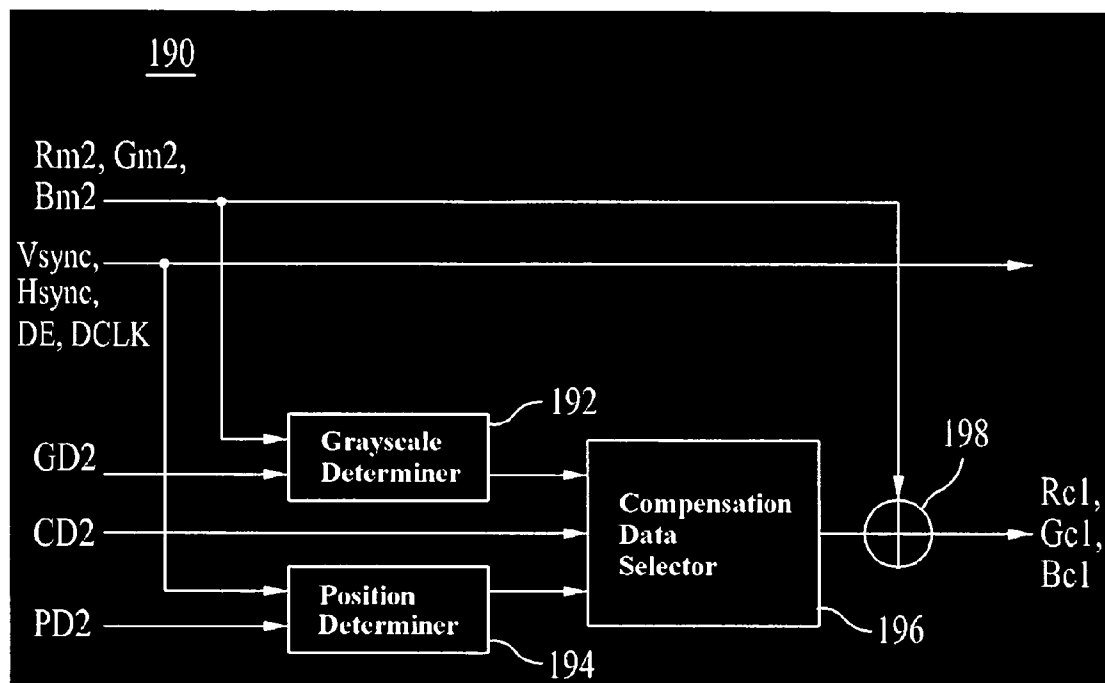 190
Rm2, Gm2,
Bm2
Vsync,
Hsync,
DE, DCLK
192
Grayscale
Determiner
GD2
198
Compensation
Data
Selector
Rc1,
Gc1,
Bc1
CD2
Position
Determiner
PD2
196
194